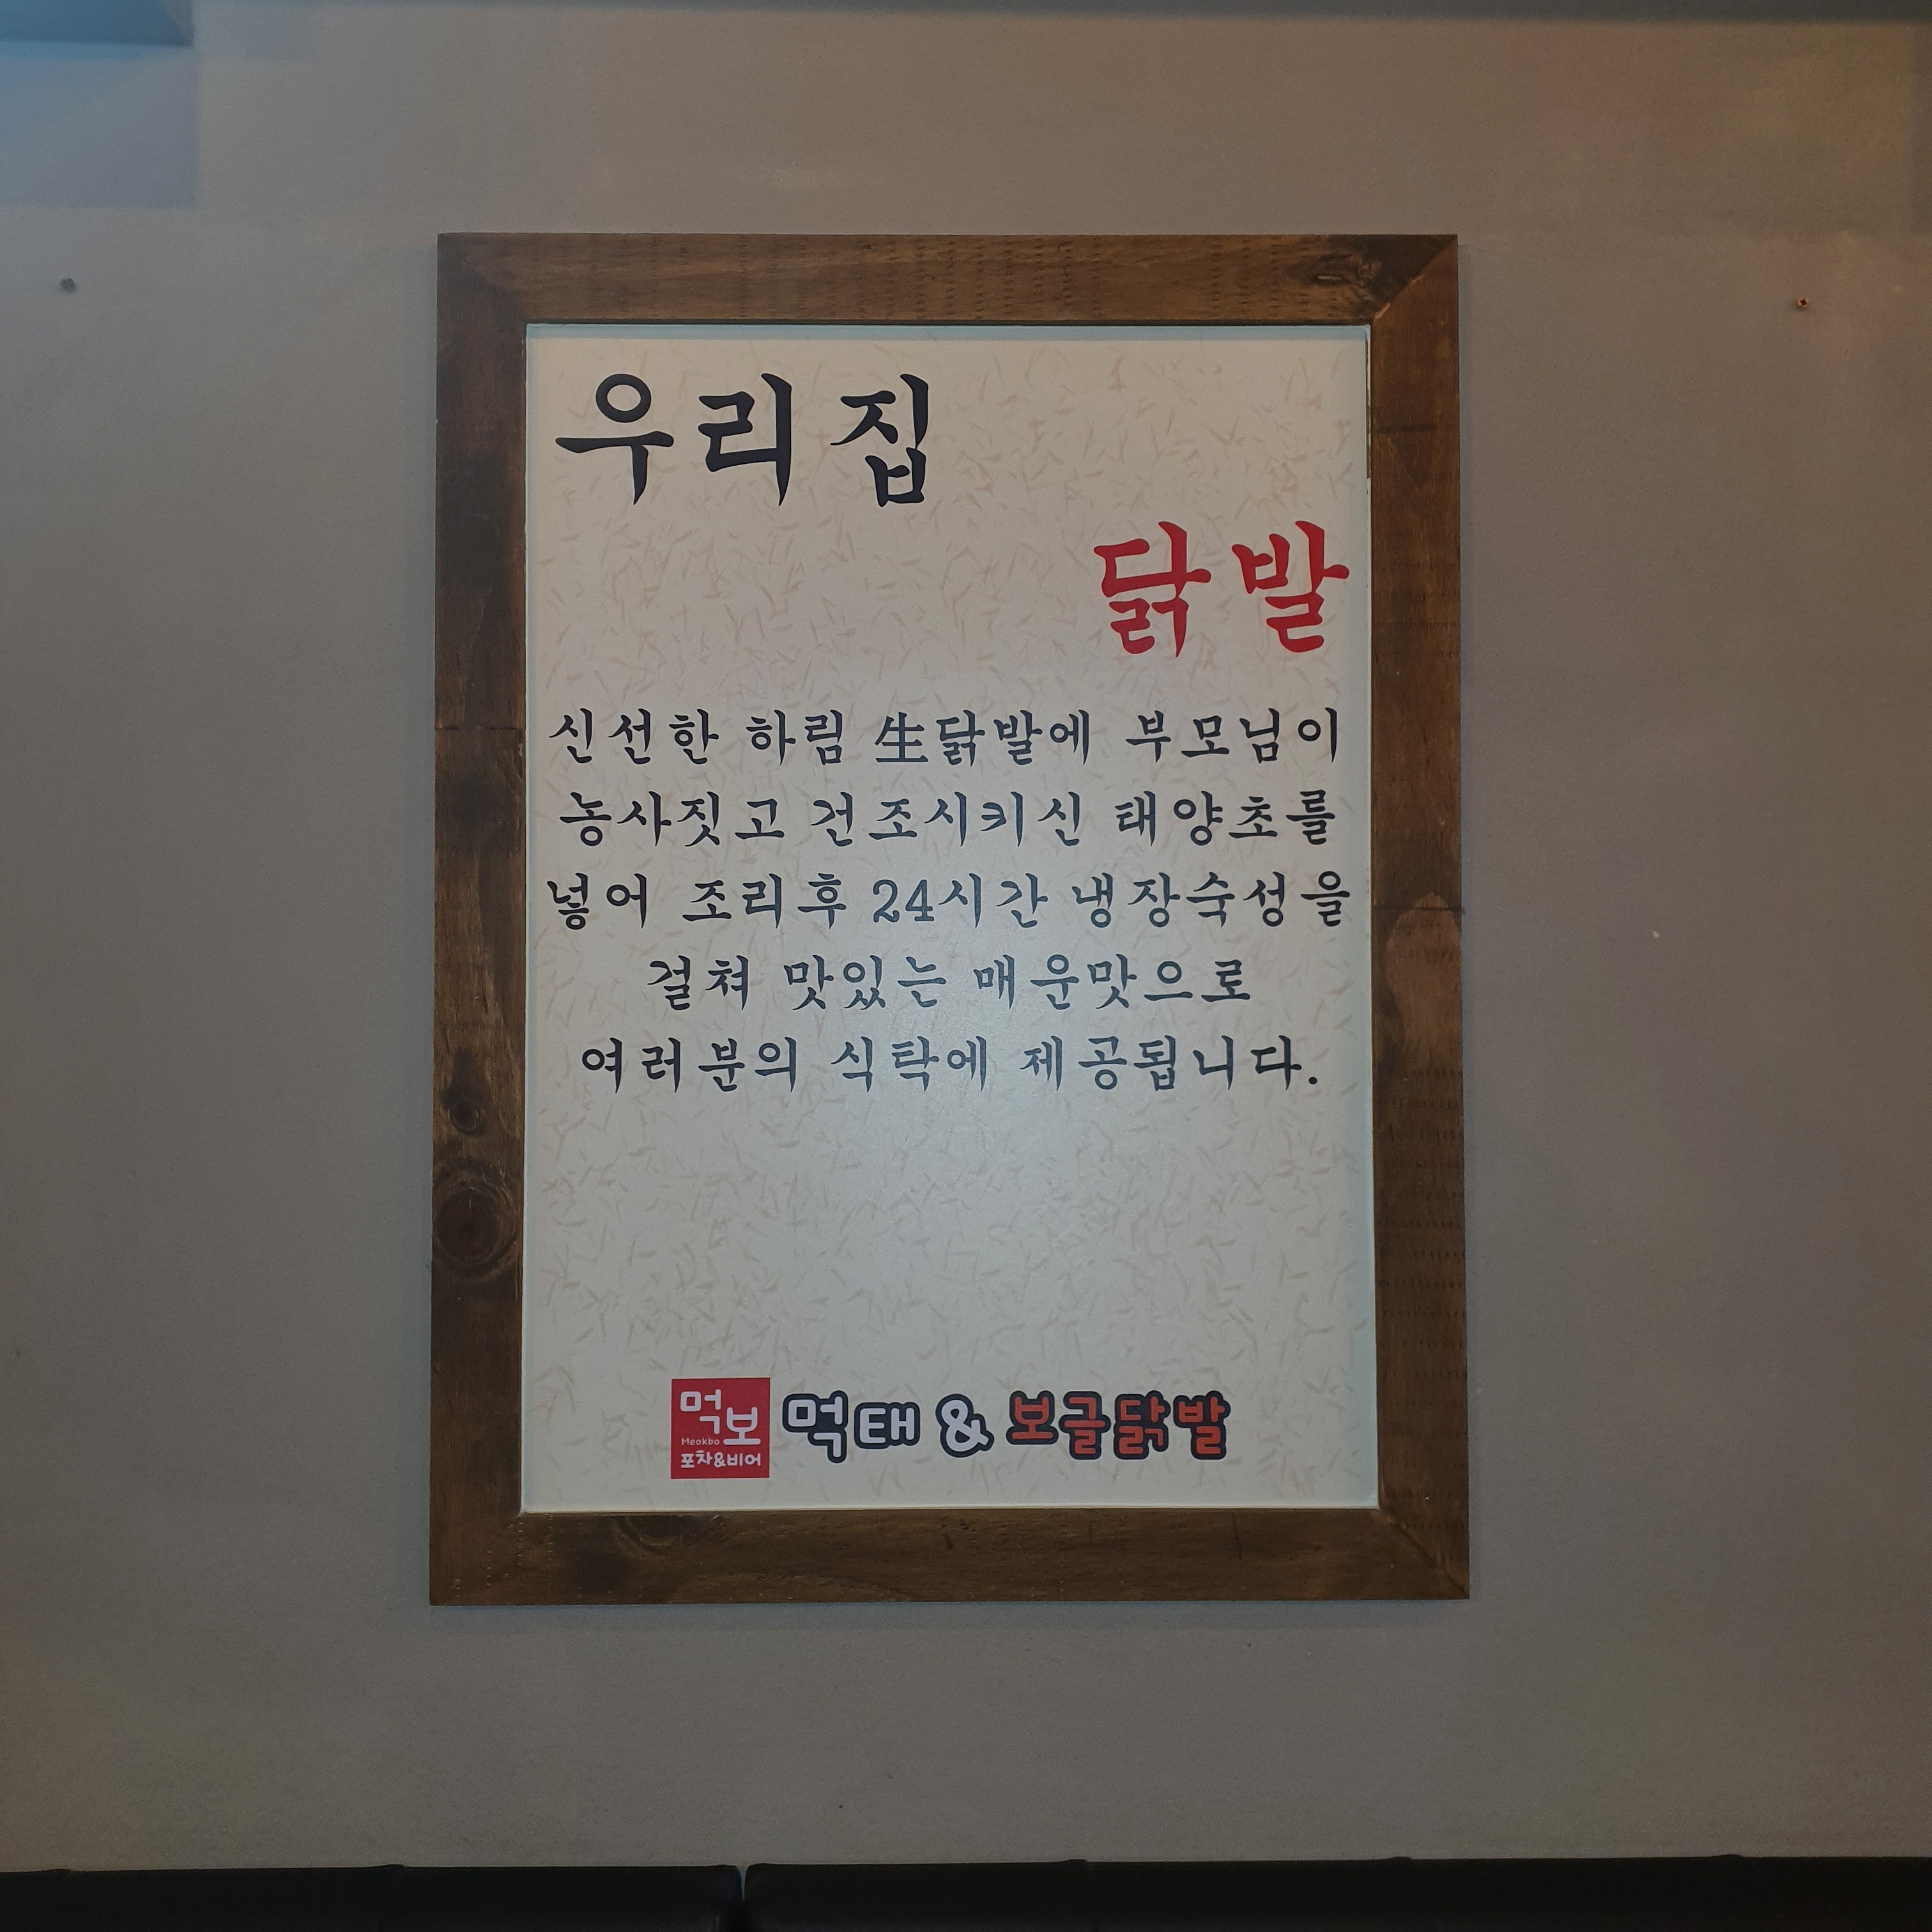 우리집
닭발
신선한 하림 生닭발에 부모님이
농사짓고 건조시키신 태양초를
넣어 조리후 24시간 냉장숙성을
걸쳐 맛있는 매운맛으로
여러분의 식탁에 제공됩니다.
먹보
Meokbo
포차&비어
먹태 & 보글닭발